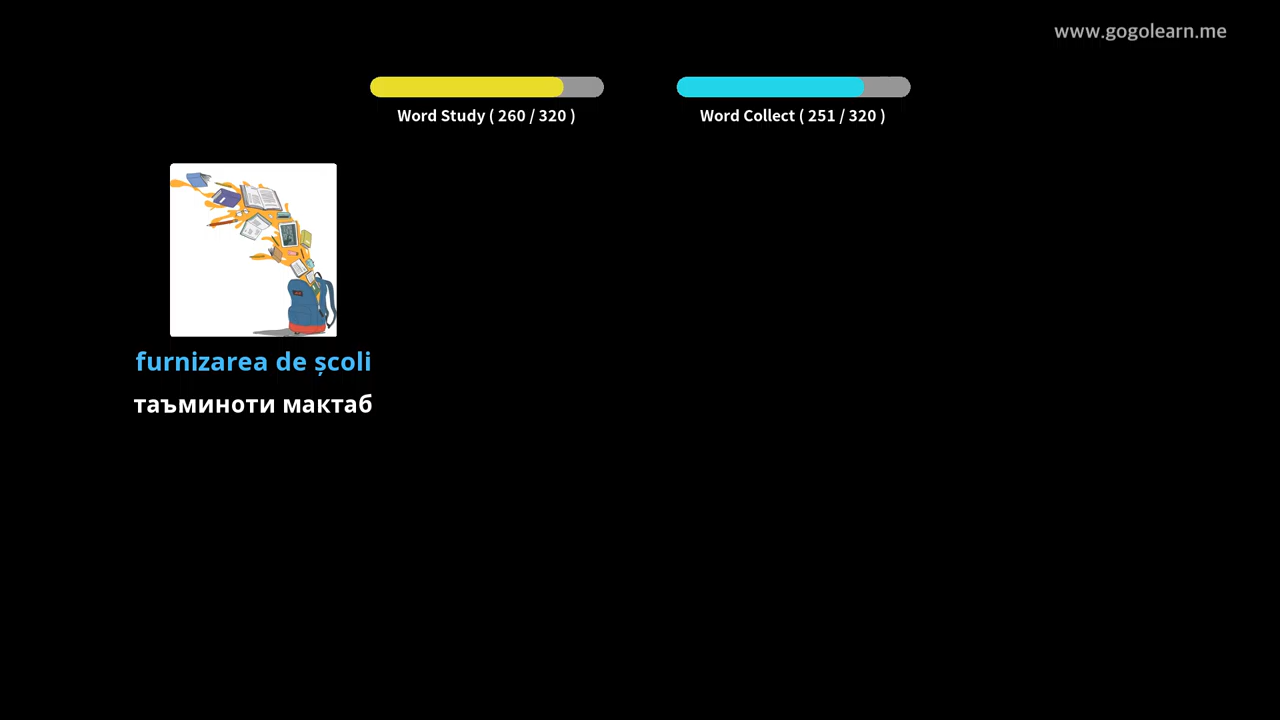 www.gogolearn.me
Word Study ( 260 / 320 )
Word Collect ( 251 / 320 )
furnizarea de școli
таъминоти мактаб